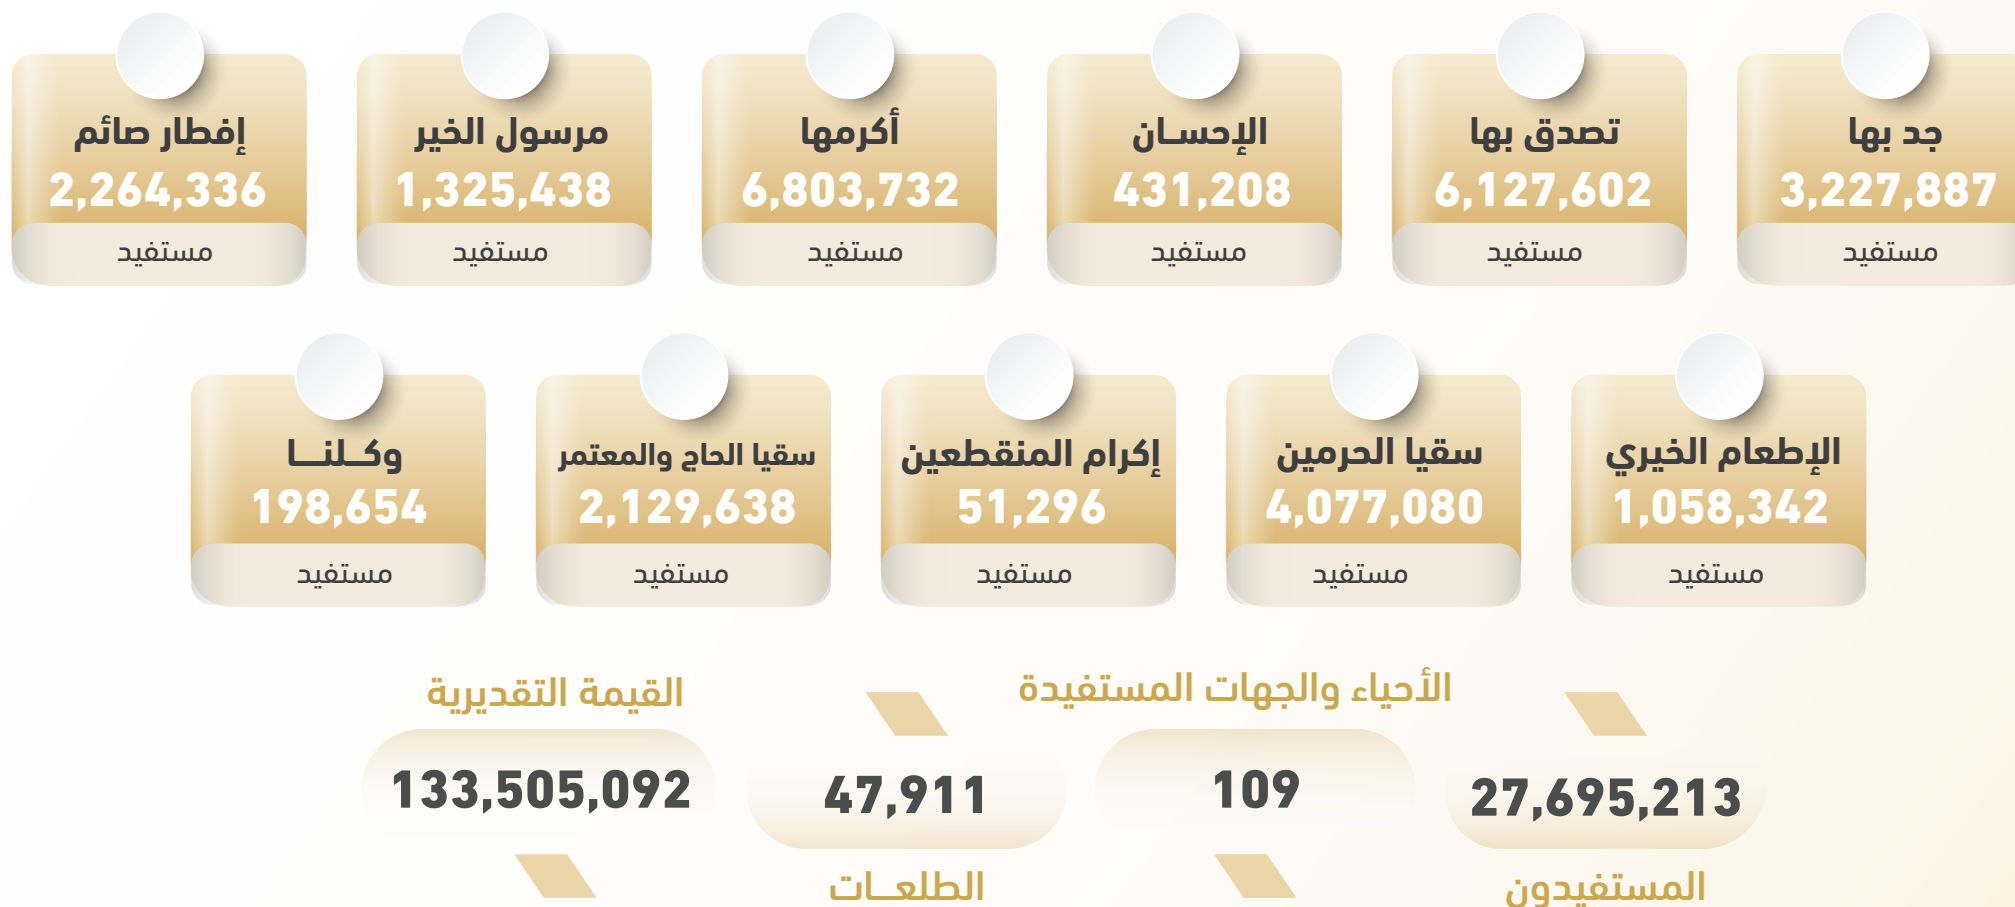 جد بها
3,227,887
مستفيد
تصدق بها
6,127,602
مستفيد
الإحسـان
431,208
مستفيد
أكرمها
6,803,732
مستفيد
مرسول الخير
1,325,438
مستفيد
إفطار صائم
2,264,336
مستفيد
الإطعام الخيري
1,058,342
مستفيد
سقيا الحرمين
4,077,080
مستفيد
إكرام المنقطعين
51,296
مستفيد
سقيا الحاج والمعتمر
2,129,638
مستفيد
وكـلنـــا
198,654
مستفيد
27,695,213
المستفيدون
الأحياء والجهات المستفيدة
109
47,911
الطلعـــات
القيمة التقديرية
133,505,092